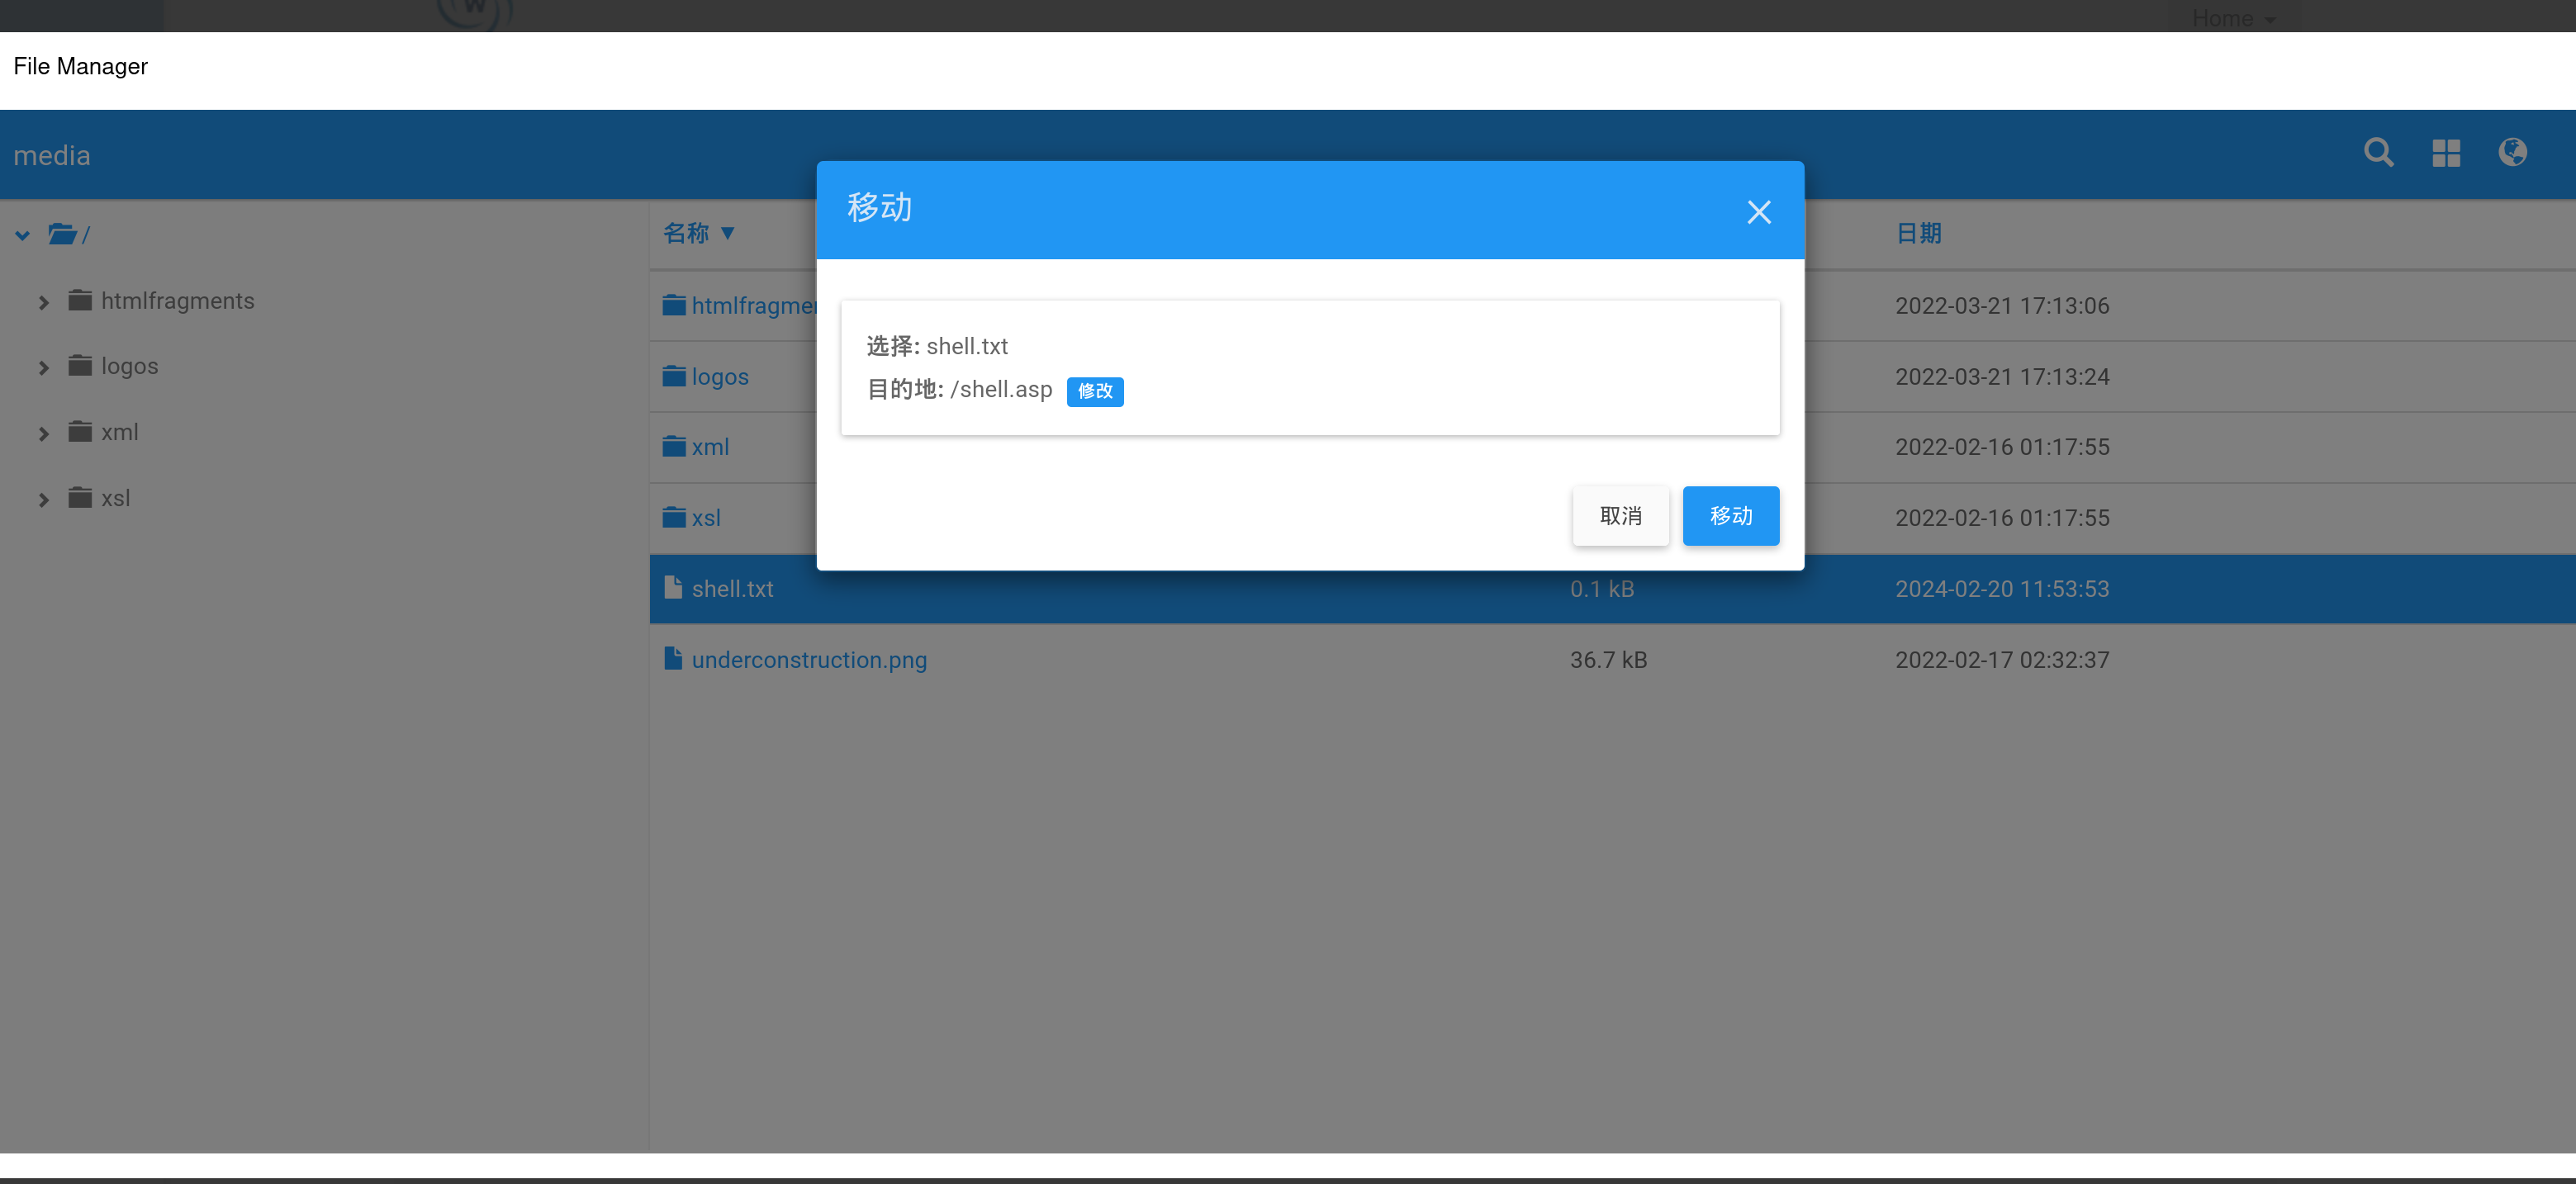 W
Home
File Manager
media
/
htmlfragments
logos
xml
xsl
名称 ▼
日期
htmlfragmen
2022-03-21 17:13:06
logos
2022-03-21 17:13:24
xml
2022-02-16 01:17:55
xsl
2022-02-16 01:17:55
shell.txt 0.1 kB 2024-02-20 11:53:53
underconstruction.png 36.7 kB 2022-02-17 02:32:37
移动
选择: shell.txt
目的地: /shell.asp 修改
取消 移动